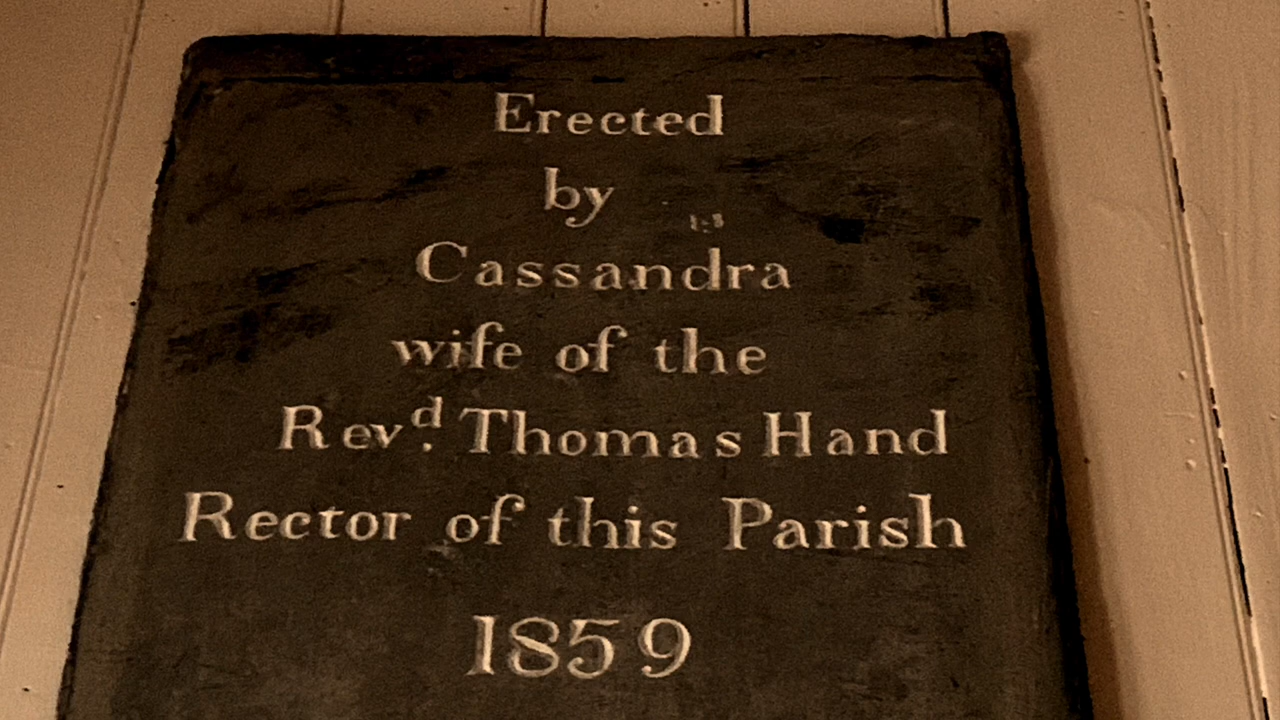 Erected
by
Cassandra
wife of the
Revᵈ. Thomas Hand
Rector of this Parish
1859